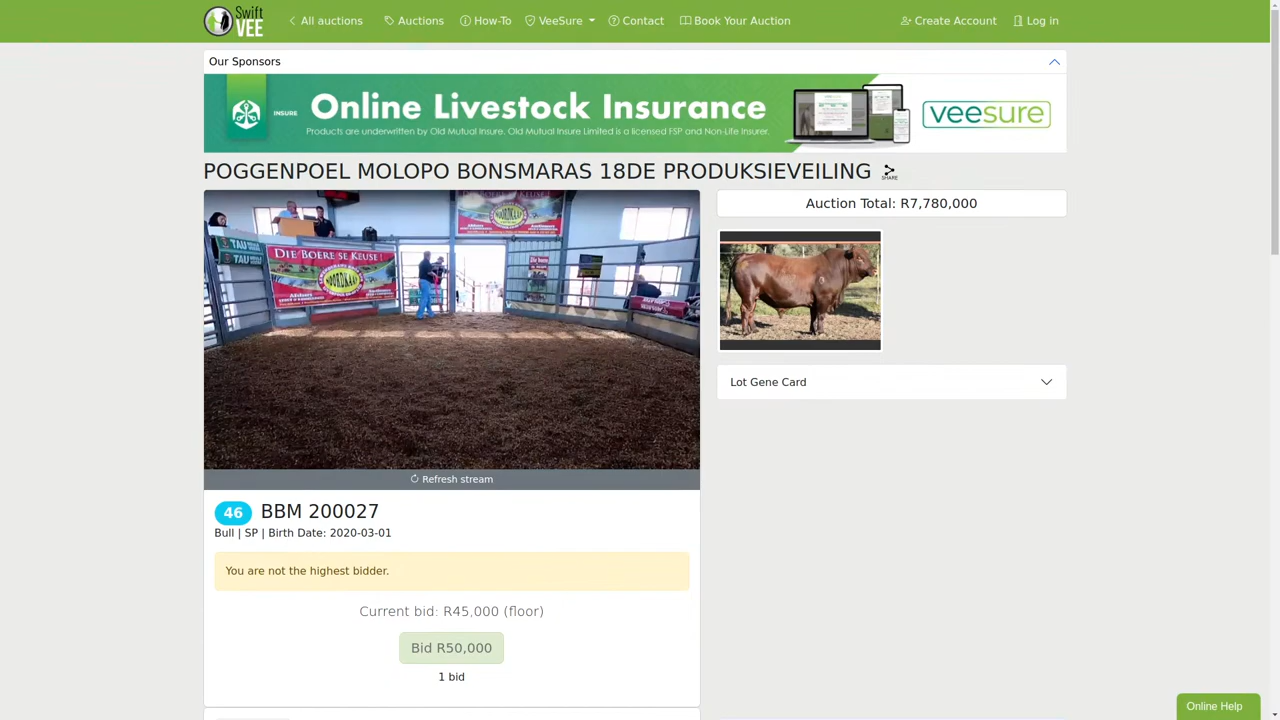 Swift VEE
All auctions
Auctions
How-To
VeeSure
Contact
Book Your Auction
Create Account
Log in
Our Sponsors
INSURE
Online Livestock Insurance
Products are underwritten by Old Mutual Insure. Old Mutual Insure Limited is a licensed FSP and Non-Life Insurer.
veesure
POGGENPOEL MOLOPO BONSMARAS 18DE PRODUKSIEVEILING
SHARE
Auction Total: R7,780,000
TAU
TAU
DIE BOERE SE KEUSE!
Refresh stream
Lot Gene Card
46 BBM 200027
Bull | SP | Birth Date: 2020-03-01
You are not the highest bidder.
Current bid: R45,000 (floor)
Bid R50,000
1 bid
Online Help